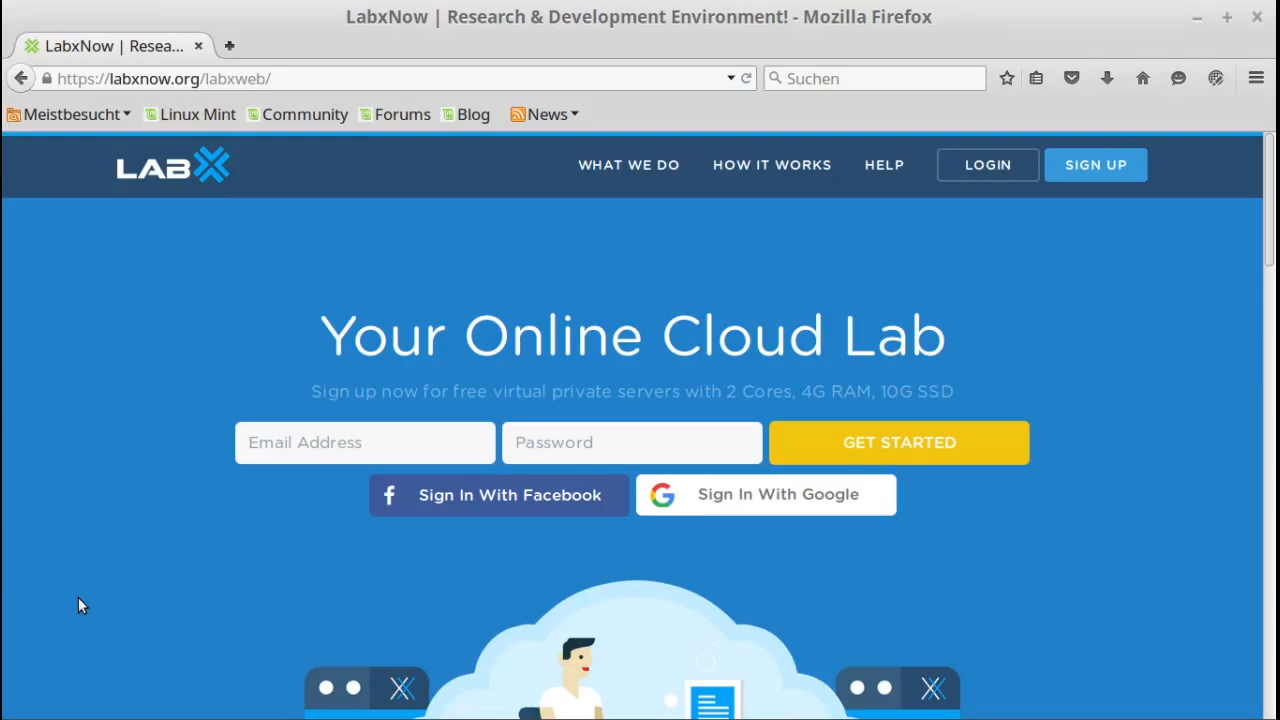 LabxNow | Research & Development Environment! - Mozilla Firefox
LabxNow | Resea...
https://labxnow.org/labxweb/
Suchen
Meistbesucht Linux Mint Community Forums Blog News
LABX WHAT WE DO HOW IT WORKS HELP LOGIN SIGN UP
Your Online Cloud Lab
Sign up now for free virtual private servers with 2 Cores, 4G RAM, 10G SSD
Email Address Password GET STARTED
Sign In With Facebook Sign In With Google